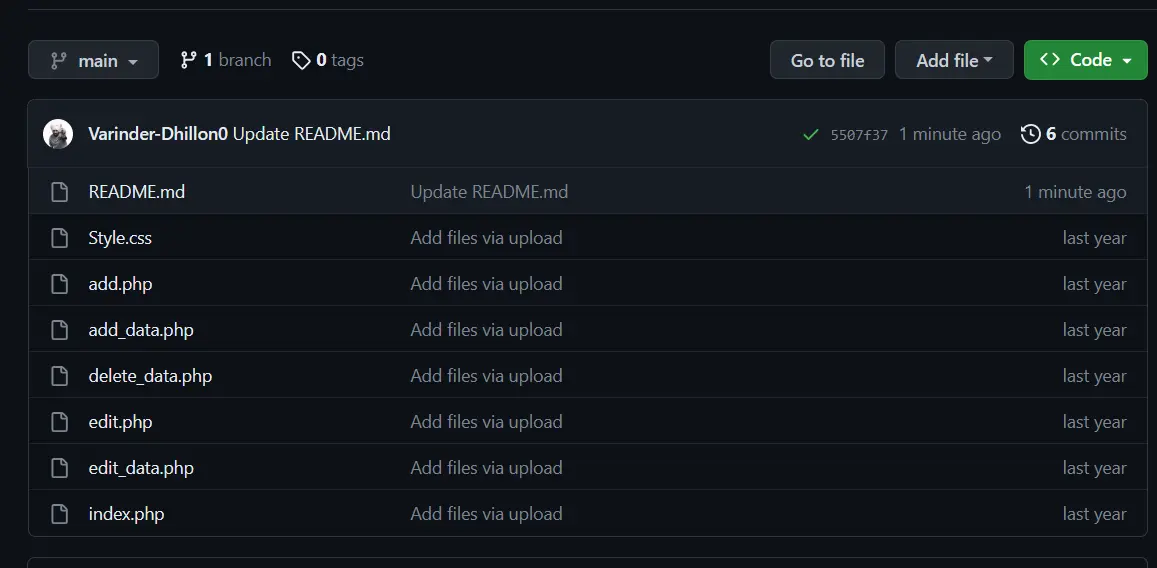 main 1 branch 0 tags Go to file Add file Code
Varinder-Dhillon0 Update README.md 5507f37 1 minute ago 6 commits
README.md Update README.md 1 minute ago
Style.css Add files via upload last year
add.php Add files via upload last year
add_data.php Add files via upload last year
delete_data.php Add files via upload last year
edit.php Add files via upload last year
edit_data.php Add files via upload last year
index.php Add files via upload last year